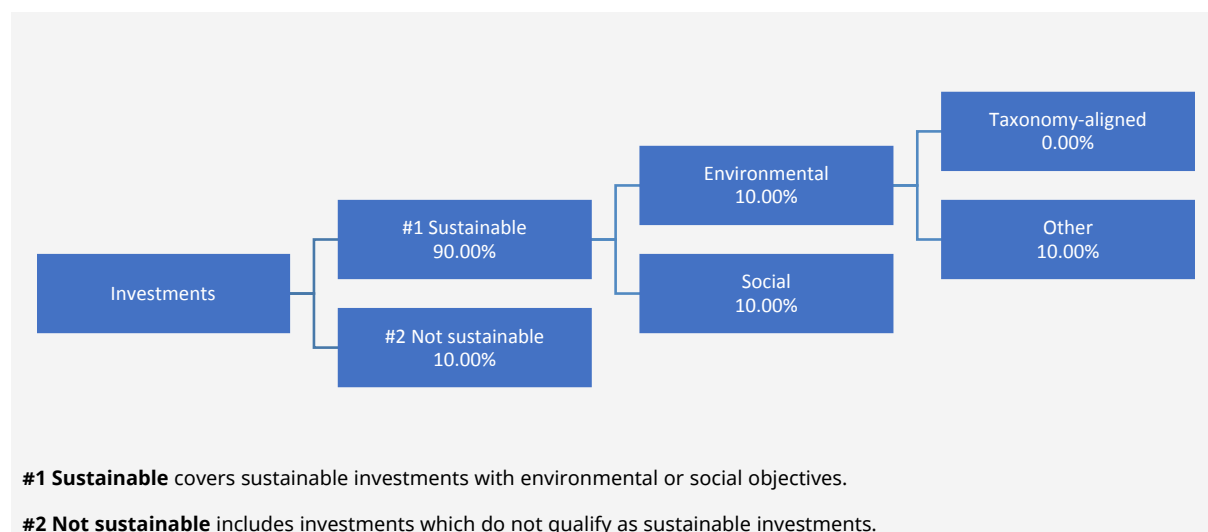 Investments
#1 Sustainable
90.00%
#2 Not sustainable
10.00%
Environmental
10.00%
Social
10.00%
Taxonomy-aligned
0.00%
Other
10.00%
#1 Sustainable covers sustainable investments with environmental or social objectives.
#2 Not sustainable includes investments which do not qualify as sustainable investments.